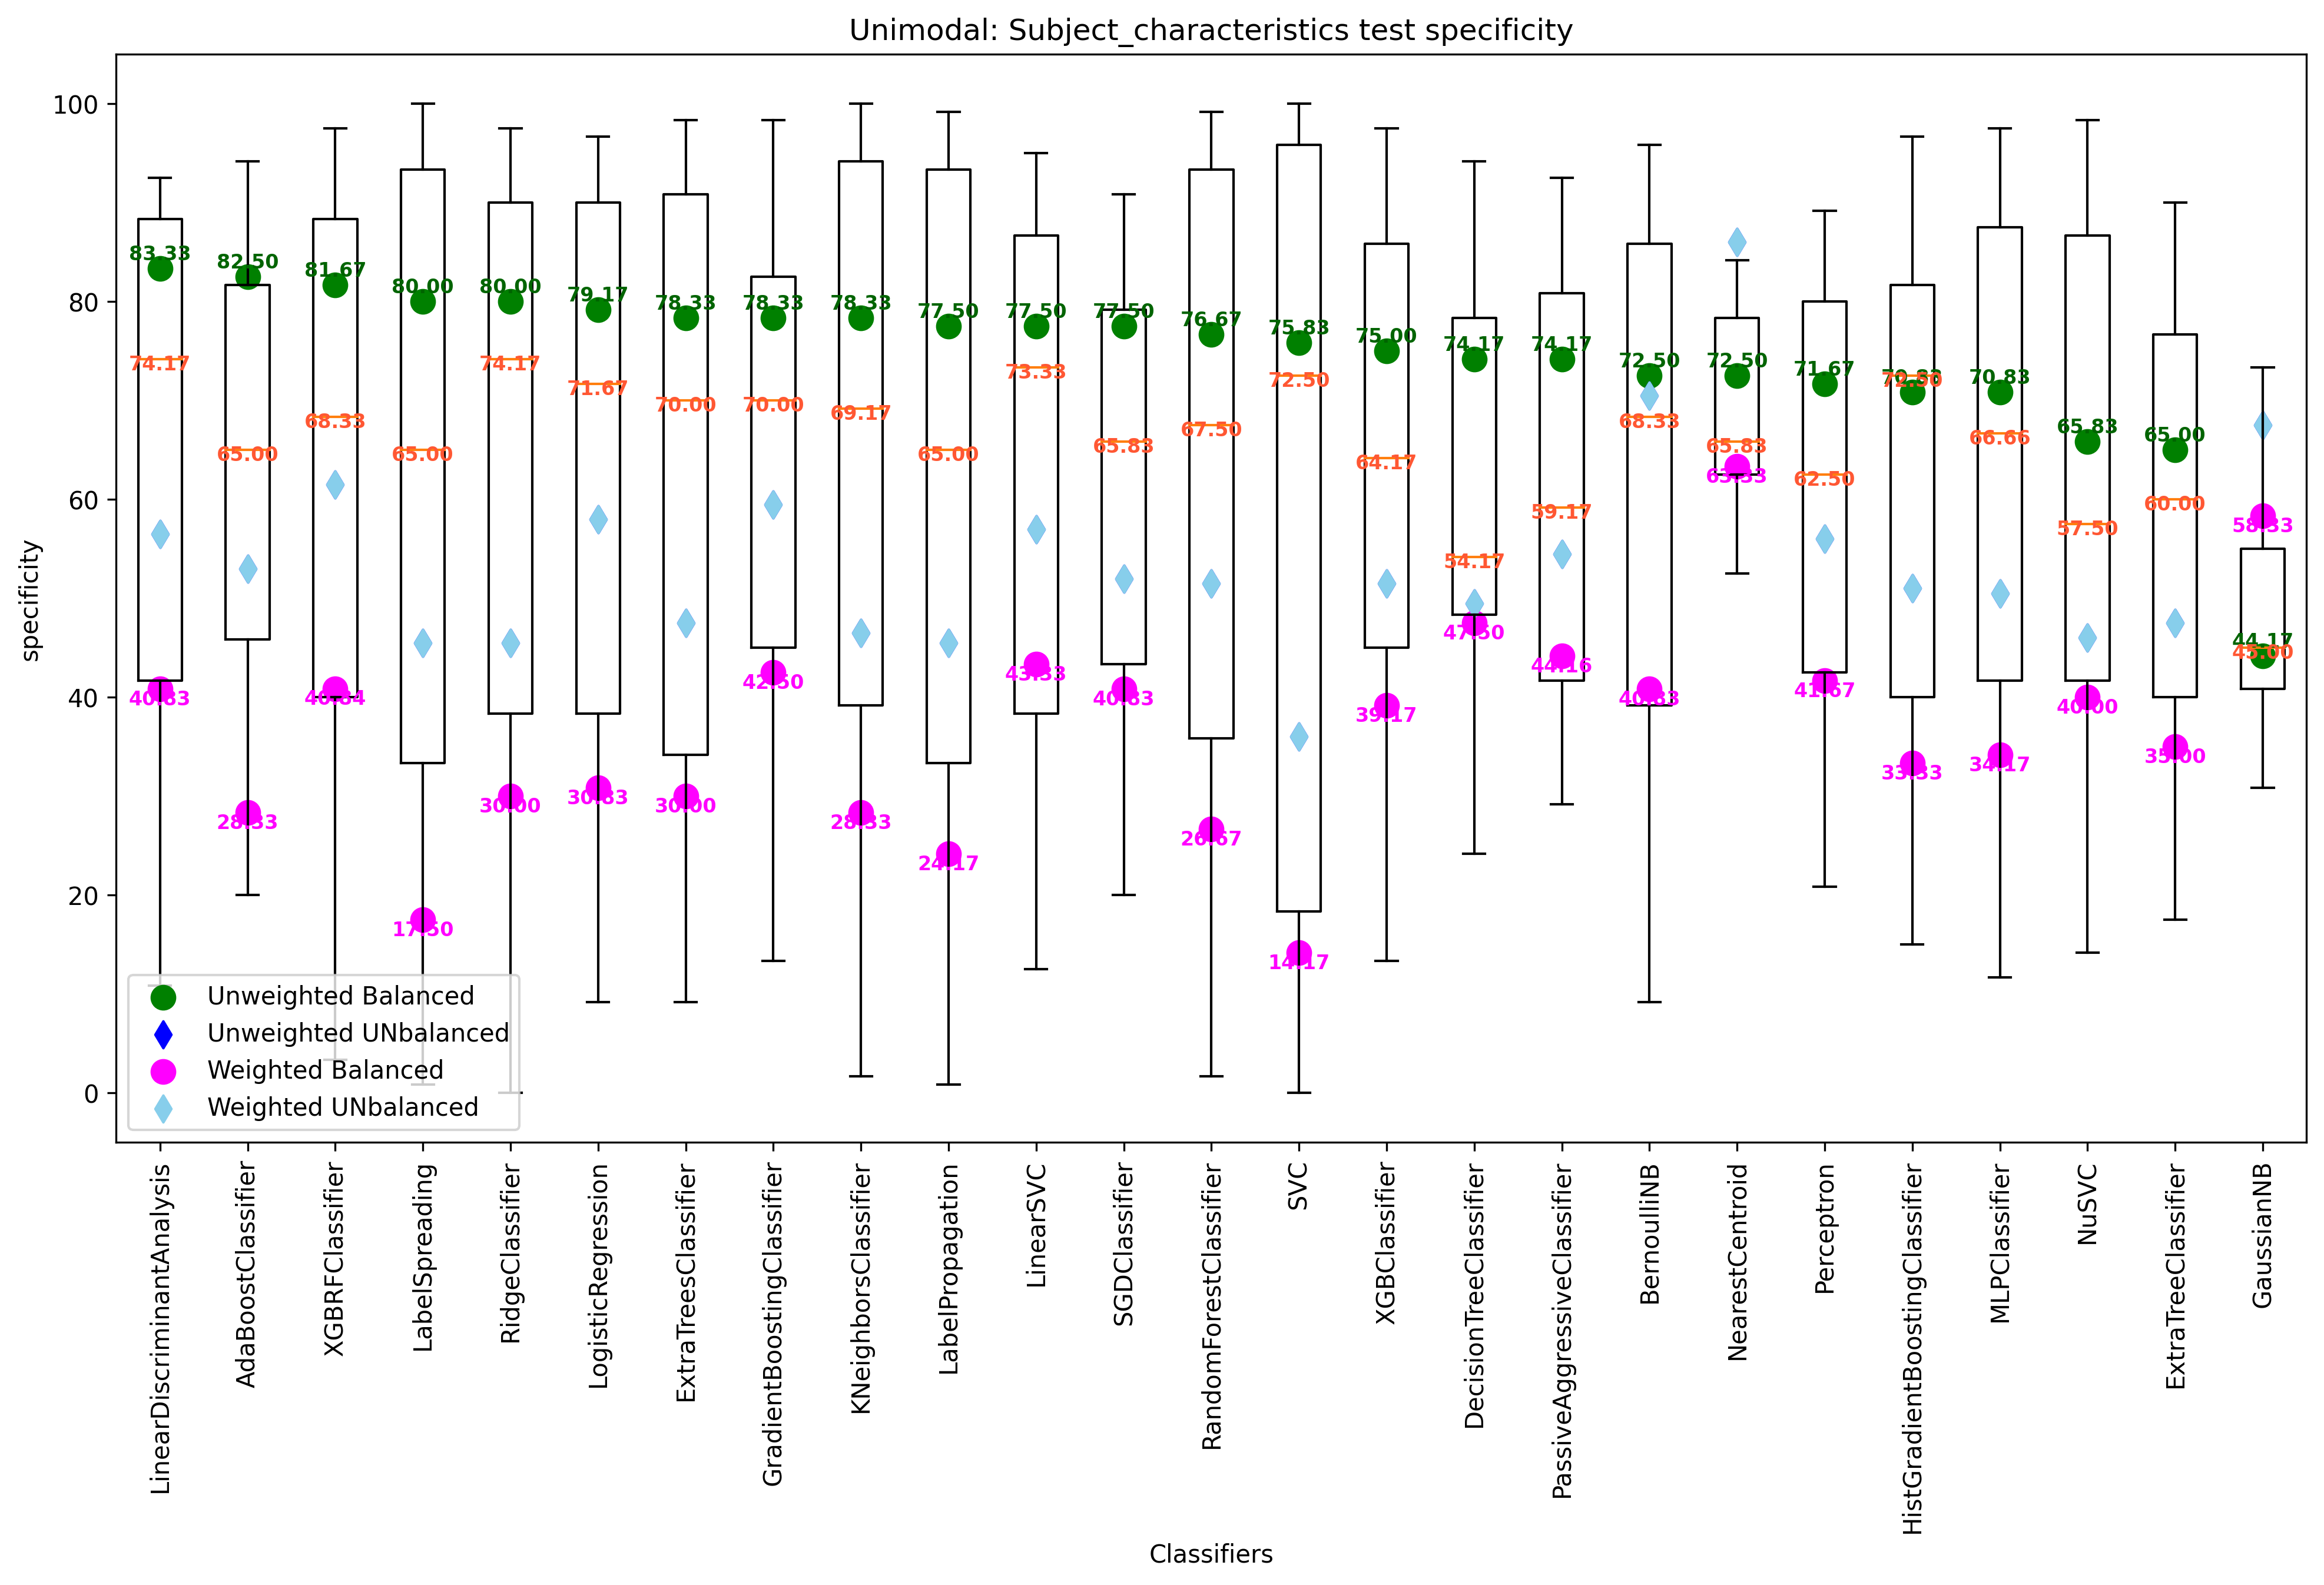 Unimodal: Subject_characteristics test specificity
specificity
100
80
60
40
20
0
83.33 82.50 81.67 80.00 80.00 79.17 78.33 78.33 78.33 77.50 77.50 77.50 76.67 75.83 75.00 74.17 74.17 72.50 72.50 71.67 70.83 70.83 65.83 65.00 44.17
74.17 65.00 68.33 65.00 74.17 71.67 70.00 70.00 69.17 65.00 73.33 65.83 67.50 72.50 64.17 54.17 59.17 68.33 65.83 62.50 72.50 66.66 57.50 60.00 45.00
40.83 28.33 40.84 17.50 30.00 30.83 30.00 42.50 28.33 24.17 43.33 40.83 26.67 14.17 39.17 47.50 44.16 40.83 63.33 41.67 33.33 34.17 40.00 35.00 58.33
Unweighted Balanced
Unweighted UNbalanced
Weighted Balanced
Weighted UNbalanced
LinearDiscriminantAnalysis
AdaBoostClassifier
XGBRFClassifier
LabelSpreading
RidgeClassifier
LogisticRegression
ExtraTreesClassifier
GradientBoostingClassifier
KNeighborsClassifier
LabelPropagation
LinearSVC
SGDClassifier
RandomForestClassifier
SVC
XGBClassifier
DecisionTreeClassifier
PassiveAggressiveClassifier
BernoulliNB
NearestCentroid
Perceptron
HistGradientBoostingClassifier
MLPClassifier
NuSVC
ExtraTreeClassifier
GaussianNB
Classifiers